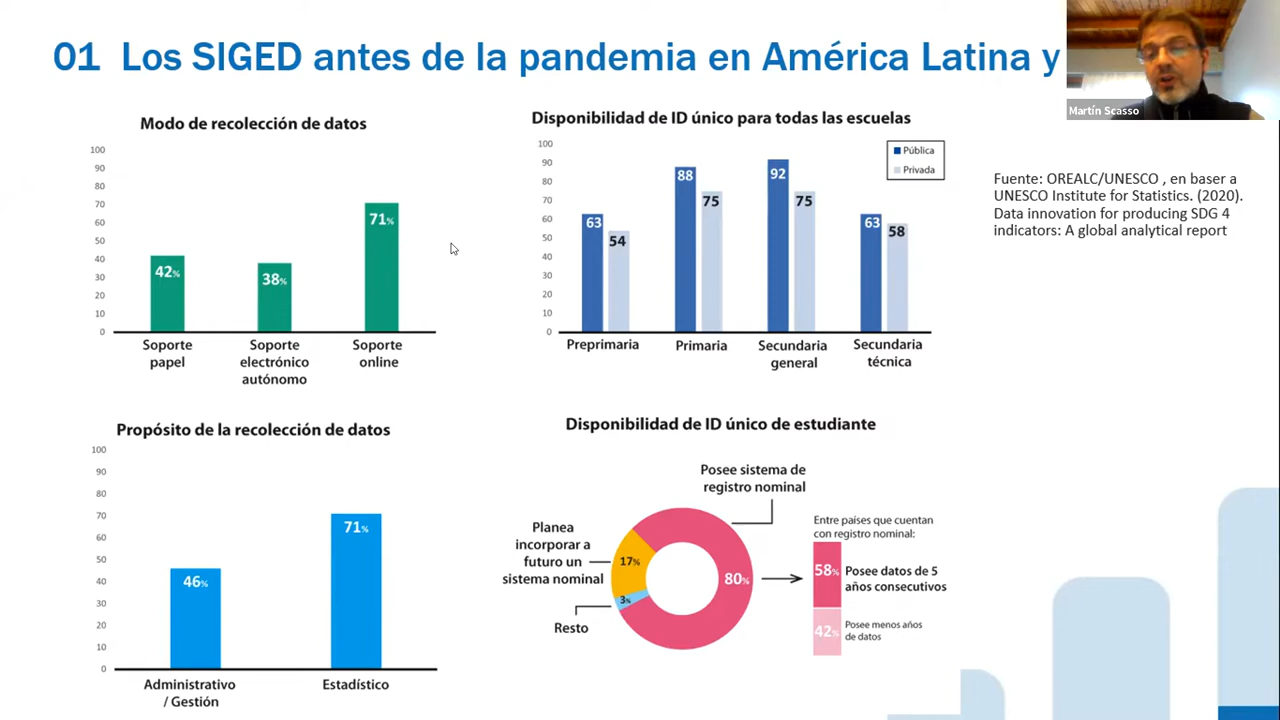 01 Los SIGED antes de la pandemia en América Latina y
Martín Scasso
Modo de recolección de datos
100
90
80
70
60
50
40
30
20
10
0
42%
38%
71%
Soporte
papel
Soporte
electrónico
autónomo
Soporte
online
Disponibilidad de ID único para todas las escuelas
Pública
Privada
100
90
80
70
60
50
40
30
20
10
0
63
54
88
75
92
75
63
58
Preprimaria
Primaria
Secundaria
general
Secundaria
técnica
Fuente: OREALC/UNESCO , en baser a
UNESCO Institute for Statistics. (2020).
Data innovation for producing SDG 4
indicators: A global analytical report
Propósito de la recolección de datos
100
90
80
70
60
50
40
30
20
10
0
46%
71%
Administrativo
/ Gestión
Estadístico
Disponibilidad de ID único de estudiante
Posee sistema de
registro nominal
Planea
incorporar a
futuro un
sistema nominal
Resto
17%
3%
80%
Entre países que cuentan
con registro nominal:
58%
Posee datos de 5
años consecutivos
42%
Posee menos años
de datos